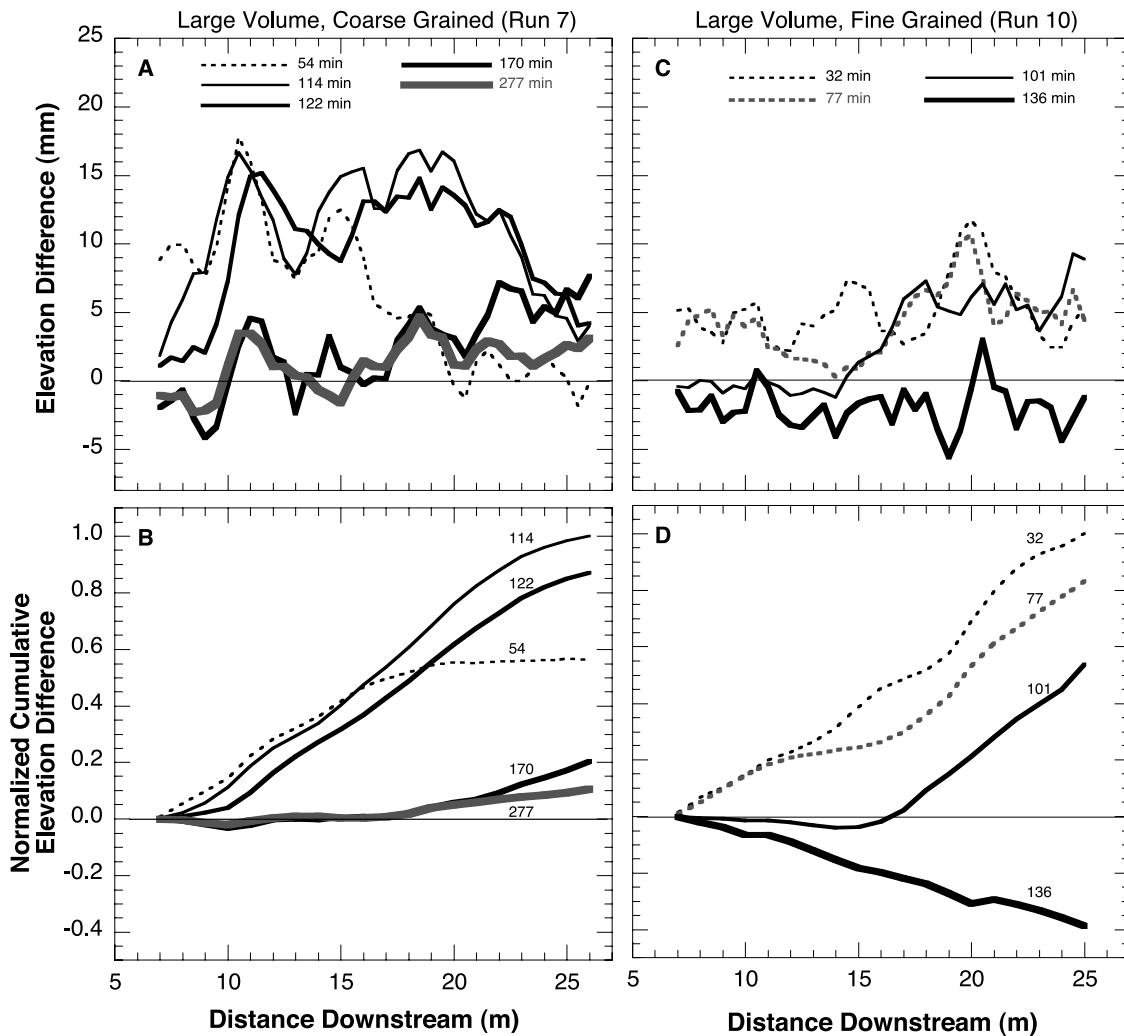 Large Volume, Coarse Grained (Run 7)
Large Volume, Fine Grained (Run 10)
A
54 min
114 min
122 min
170 min
277 min
C
32 min
77 min
101 min
136 min
Elevation Difference (mm)
25
20
15
10
5
0
-5
B
114
122
54
170
277
D
32
77
101
136
Normalized Cumulative
Elevation Difference
1.0
0.8
0.6
0.4
0.2
0.0
-0.2
-0.4
5
10
15
20
25
5
10
15
20
25
Distance Downstream (m)
Distance Downstream (m)